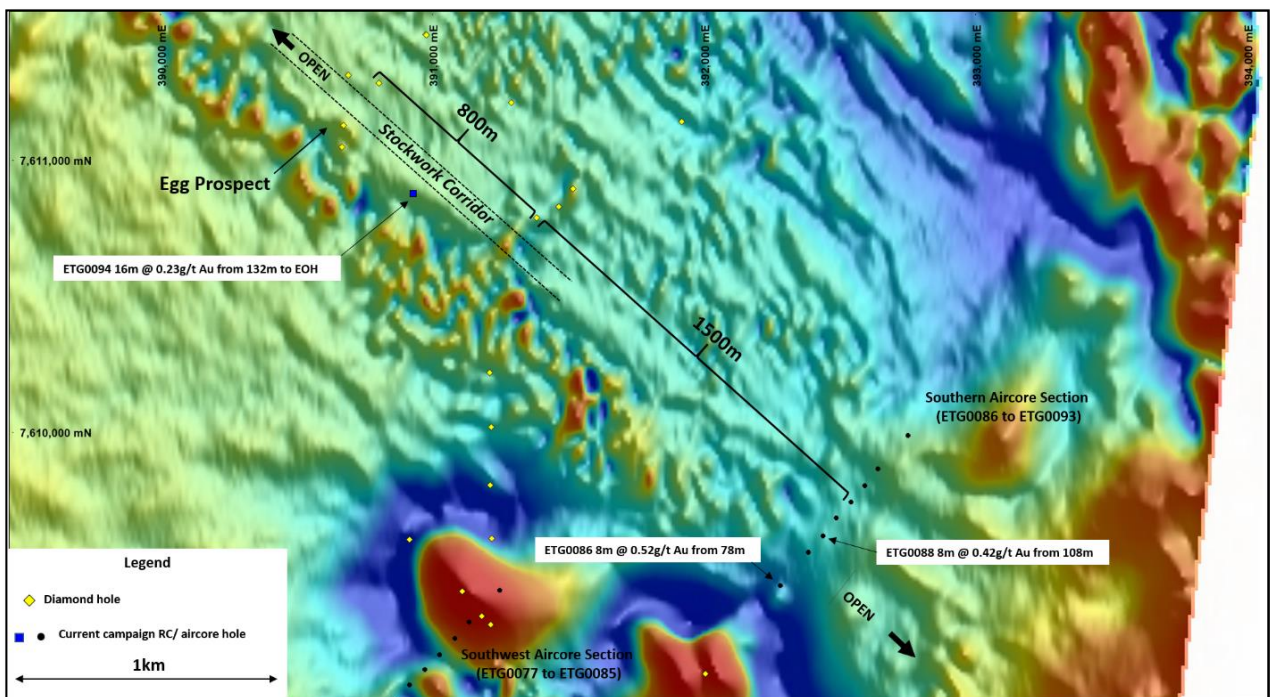 390,000 mE
391,000 mE
392,000 mE
393,000 mE
394,000 mE
OPEN
800m
Stockwork Corridor
7,611,000 mN
Egg Prospect
ETG0094 16m @ 0.23g/t Au from 132m to EOH
1500m
Southern Aircore Section
(ETG0086 to ETG0093)
7,610,000 mN
ETG0086 8m @ 0.52g/t Au from 78m
ETG0088 8m @ 0.42g/t Au from 108m
OPEN
Legend
Diamond hole
Current campaign RC/ aircore hole
1km
Southwest Aircore Section
(ETG0077 to ETG0085)